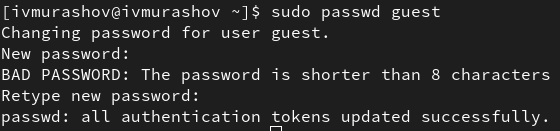 [ivmurashov@ivmurashov ~]$ sudo passwd guest
Changing password for user guest.
New password:
BAD PASSWORD: The password is shorter than 8 characters
Retype new password:
passwd: all authentication tokens updated successfully.